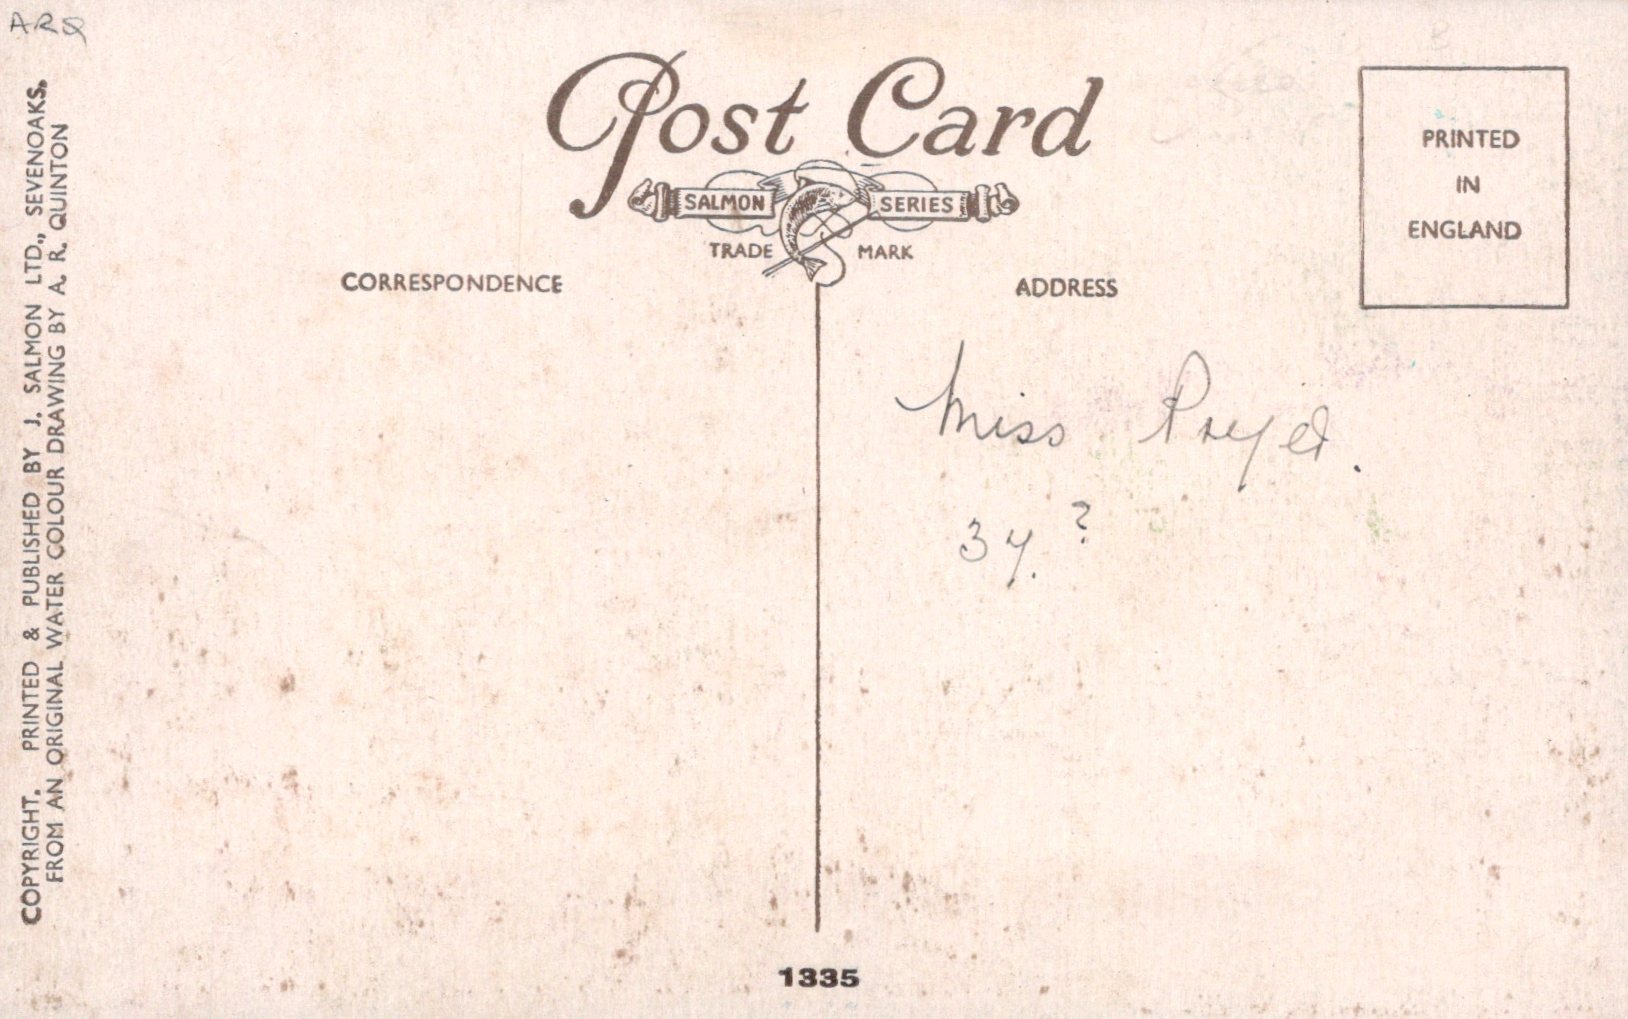 ARQ
Post Card
SALMON SERIES
TRADE MARK
CORRESPONDENCE
ADDRESS
PRINTED
IN
ENGLAND
COPYRIGHT. PRINTED & PUBLISHED BY J. SALMON LTD., SEVENOAKS.
FROM AN ORIGINAL WATER COLOUR DRAWING BY A. R. QUINTON
Miss
?
1335